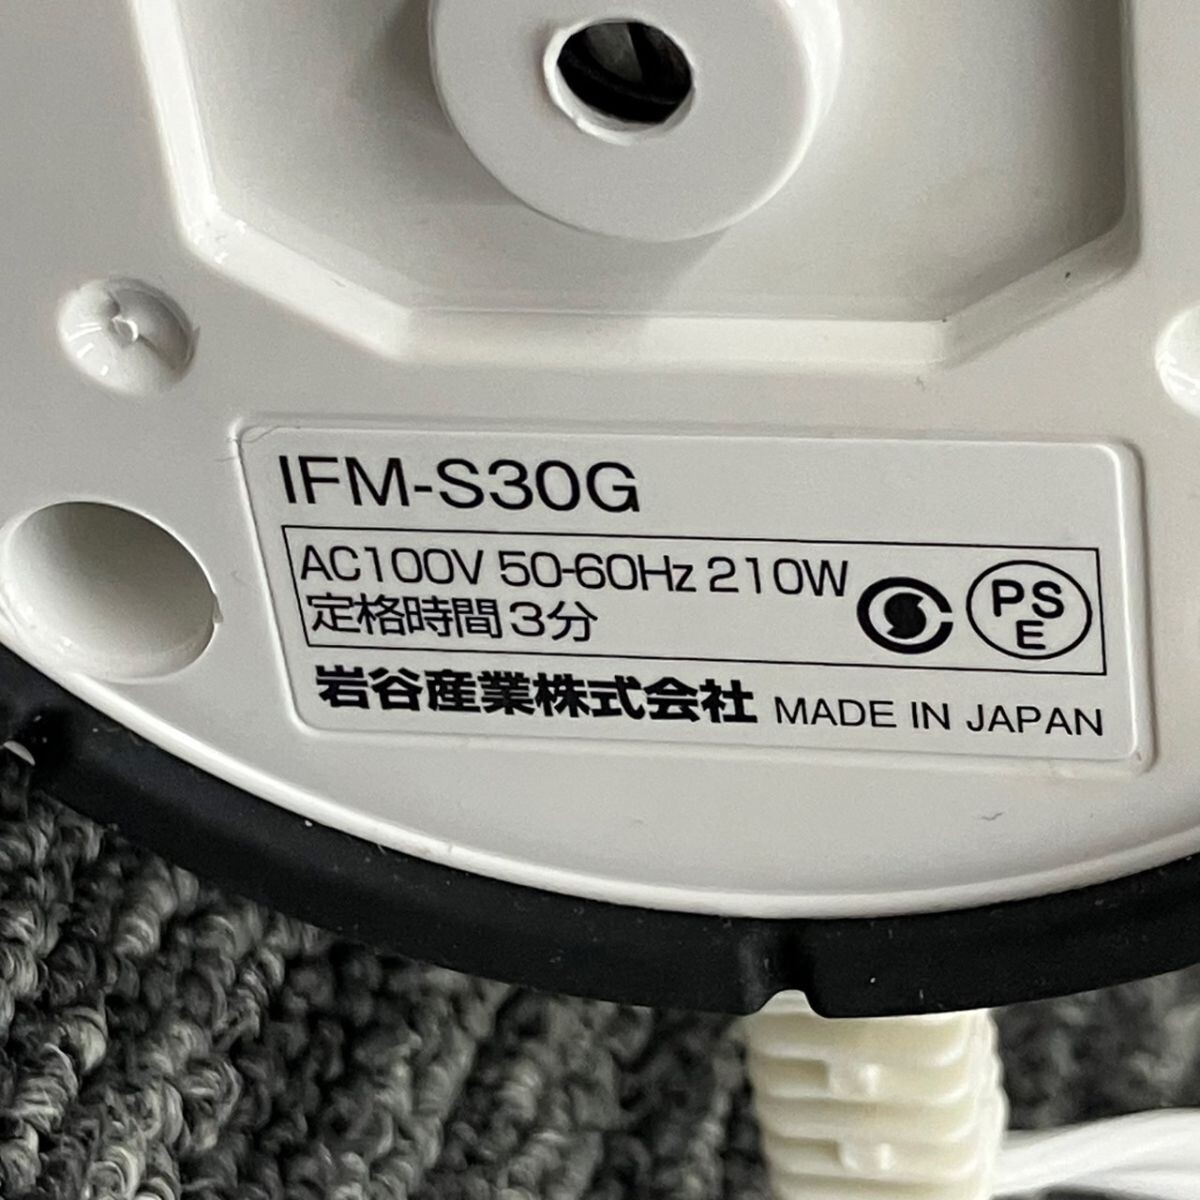 IFM-S30G
AC100V 50-60Hz 210W
定格時間3分
PS
E
岩谷産業株式会社 MADE IN JAPAN